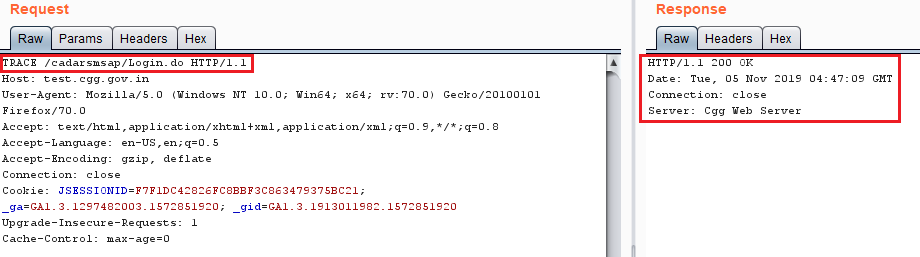 Request
Raw Params Headers Hex
TRACE /cadarsmsap/Login.do HTTP/1.1
Host: test.cgg.gov.in
User-Agent: Mozilla/5.0 (Windows NT 10.0; Win64; x64; rv:70.0) Gecko/20100101
Firefox/70.0
Accept: text/html,application/xhtml+xml,application/xml;q=0.9,*/*;q=0.8
Accept-Language: en-US,en;q=0.5
Accept-Encoding: gzip, deflate
Connection: close
Cookie: JSESSIONID=F7F1DC42826FC8BBF3C863479375BC21;
_ga=GA1.3.1297482003.1572851920; _gid=GA1.3.1913011982.1572851920
Upgrade-Insecure-Requests: 1
Cache-Control: max-age=0
Response
Raw Headers Hex
HTTP/1.1 200 OK
Date: Tue, 05 Nov 2019 04:47:09 GMT
Connection: close
Server: Cgg Web Server